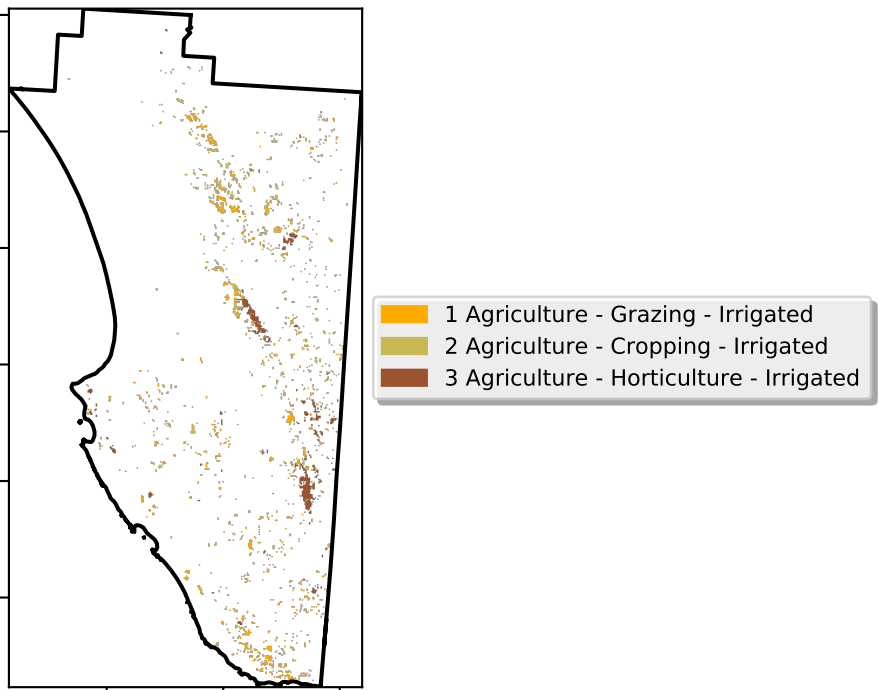 1 Agriculture - Grazing - Irrigated
2 Agriculture - Cropping - Irrigated
3 Agriculture - Horticulture - Irrigated